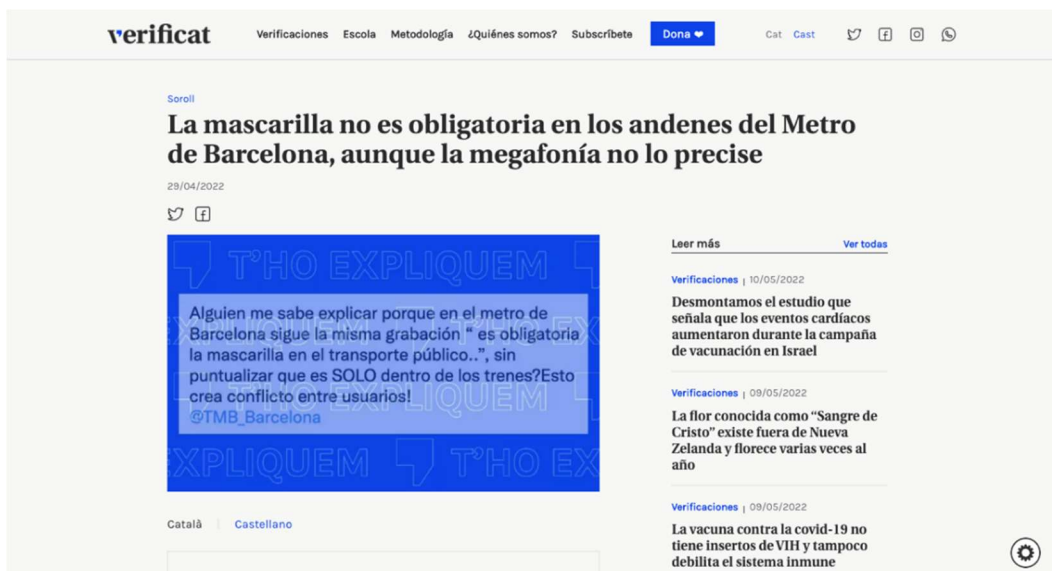 verificat
Verificaciones Escola Metodología ¿Quiénes somos? Subscríbete Dona Cat Cast
Soroll
La mascarilla no es obligatoria en los andenes del Metro
de Barcelona, aunque la megafonía no lo precise
29/04/2022
T'HO EXPLIQUEM
Alguien me sabe explicar porque en el metro de
Barcelona sigue la misma grabación “ es obligatoria
la mascarilla en el transporte público..”, sin
puntualizar que es SOLO dentro de los trenes?Esto
crea conflicto entre usuarios!
@TMB_Barcelona
EXPLIQUEM T'HO EX
Català Castellano
Leer más Ver todas
Verificaciones | 10/05/2022
Desmontamos el estudio que
señala que los eventos cardíacos
aumentaron durante la campaña
de vacunación en Israel
Verificaciones | 09/05/2022
La flor conocida como “Sangre de
Cristo” existe fuera de Nueva
Zelanda y florece varias veces al
año
Verificaciones | 09/05/2022
La vacuna contra la covid-19 no
tiene insertos de VIH y tampoco
debilita el sistema inmune